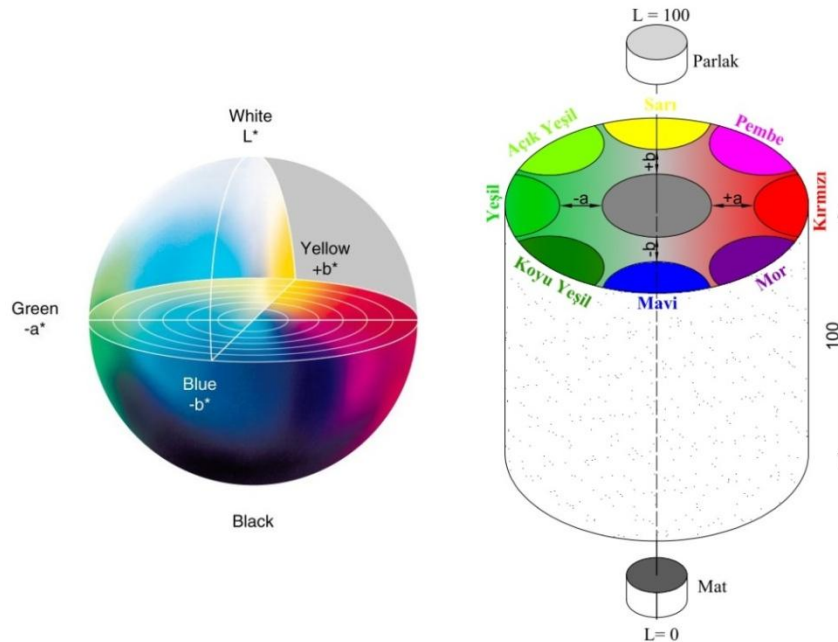 White
L*
Yellow
+b*
Green
-a*
Blue
-b*
Black
L = 100
Parlak
Sarı
Açık Yeşil
Pembe
+b
Yeşil
-a
+a
Kırmızı
-b
Koyu Yeşil
Mavi
Mor
100
Mat
L= 0